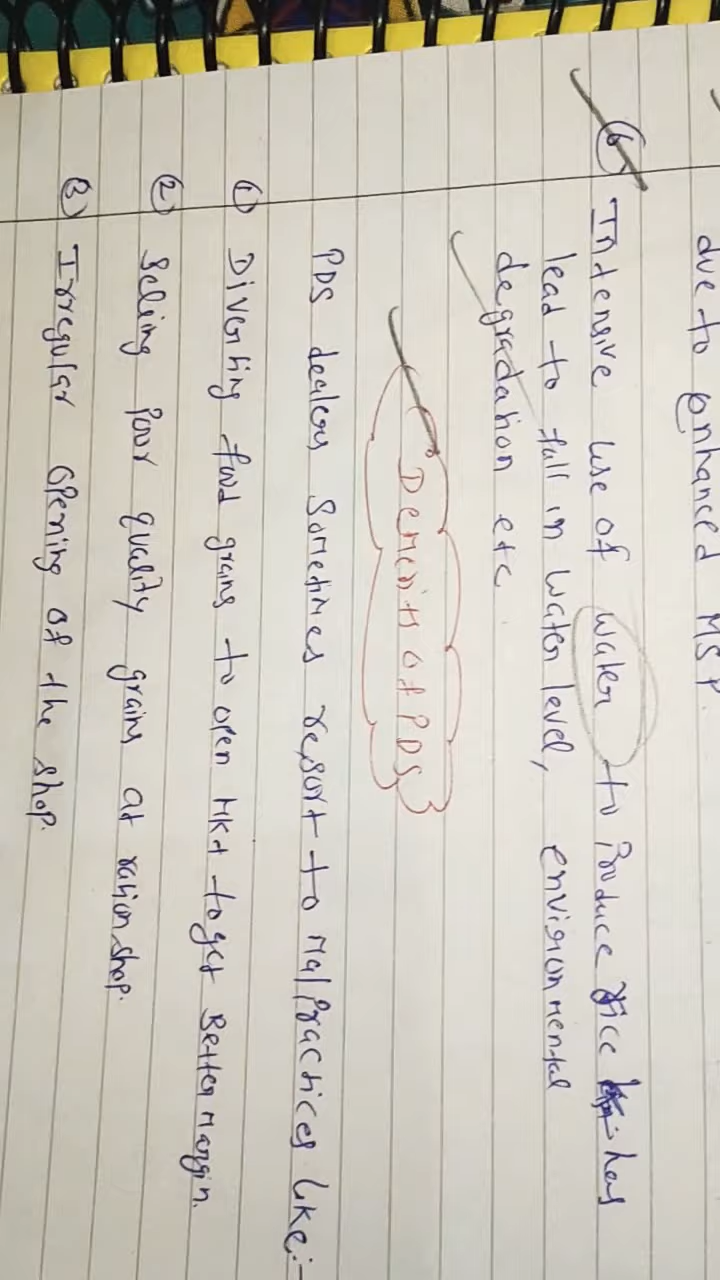 due to enhanced MSP.
⑥ Intensive use of water to Produce rice has
lead to fall in water level, environmental
degradation etc.
Demerits of PDS
PDS dealers sometimes resort to malpractices like:-
① Diverting food grains to open mkt to get Better margin.
② Seling Poor quality grains at ration shop.
③ Irregular opening of the shop.